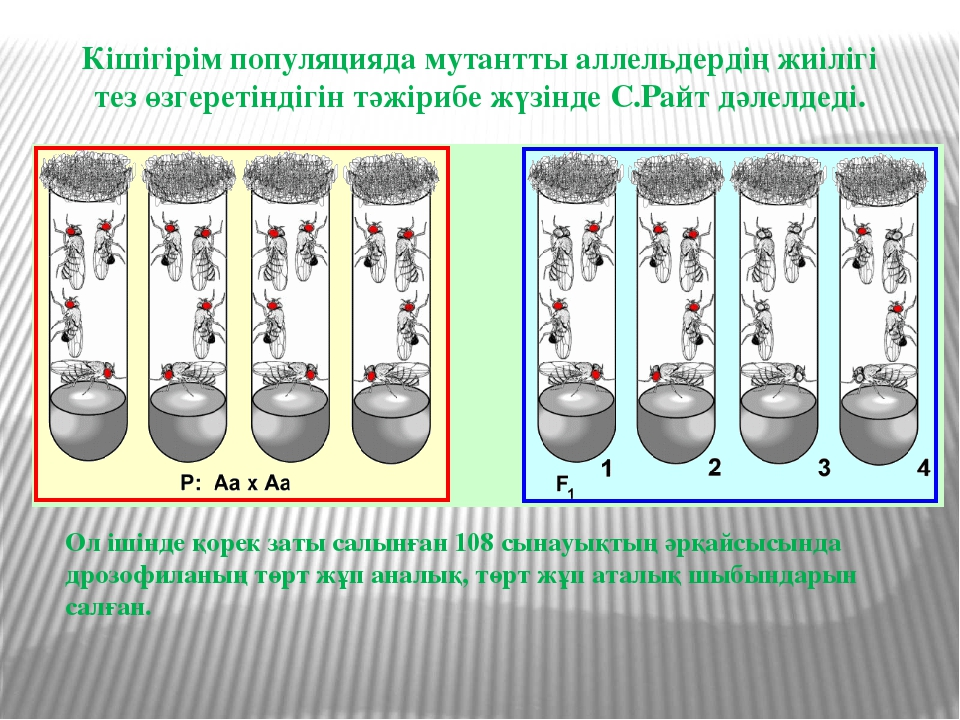 Кішігірім популяцияда мутантты аллельдердің жиілігі
тез өзгеретіндігін тәжірибе жүзінде С.Райт дәлелдеді.
P: Aa x Aa
F1
1
2
3
4
Ол ішінде қорек заты салынған 108 сынауықтың әрқайсысында
дрозофиланың төрт жұп аналық, төрт жұп аталық шыбындарын
салған.